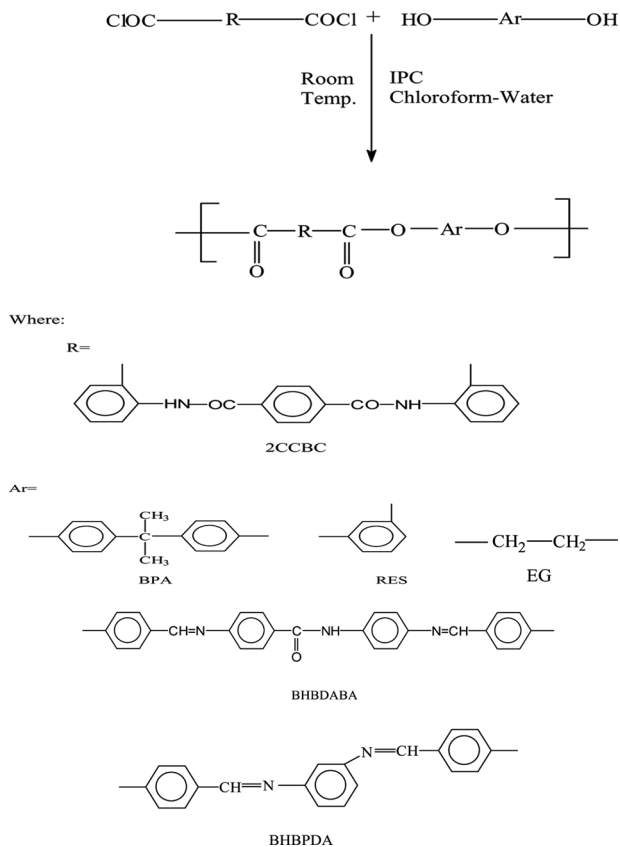 ClOC—R—COCl + HO—Ar—OH
Room IPC
Temp. Chloroform-Water
C—R—C—O—Ar—O
O O
Where:
R=
HN—OC CO—NH
2CCBC
Ar=
CH3
C CH2—CH2
CH3
BPA RES EG
CH=N C—NH N=CH
O
BHBDABA
N=CH
CH=N
BHBPDA